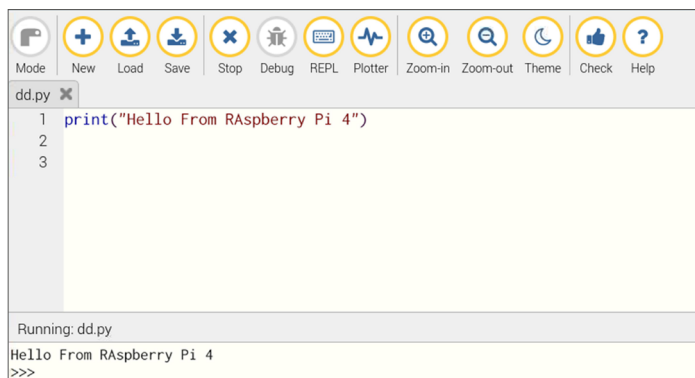 Mode New Load Save Stop Debug REPL Plotter Zoom-in Zoom-out Theme Check Help
dd.py
1 print("Hello From RAspberry Pi 4")
2
3
Running: dd.py
Hello From RAspberry Pi 4
>>>